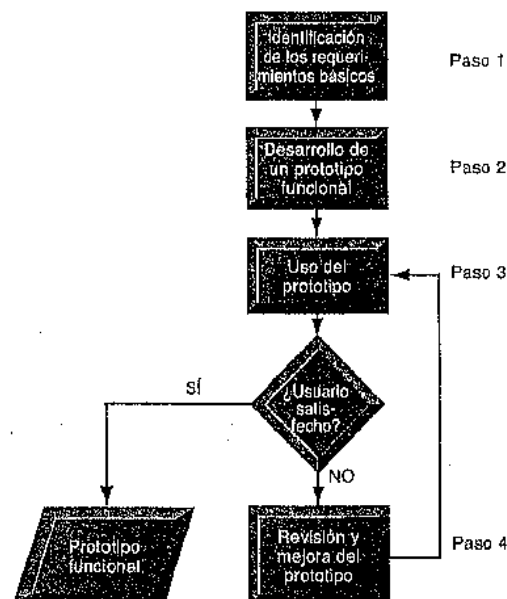 Identificación
de los requeri-
mientos básicos
Paso 1
Desarrollo de
un prototipo
funcional
Paso 2
Uso del
prototipo
Paso 3
¿Usuario
satis-
fecho?
SÍ
NO
Prototipo
funcional
Revisión y
mejora del
prototipo
Paso 4